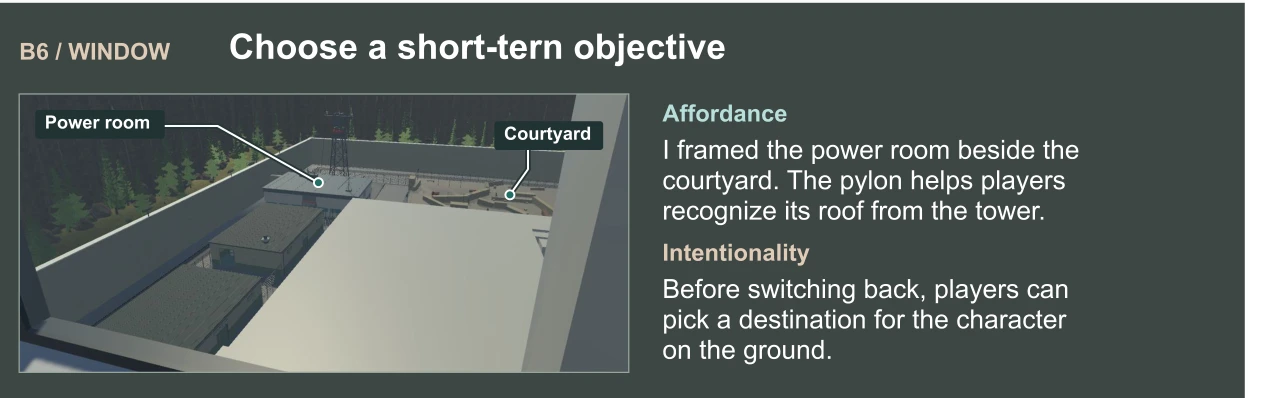 B6 / WINDOW
Choose a short-tern objective
Power room
Courtyard
Affordance
I framed the power room beside the
courtyard. The pylon helps players
recognize its roof from the tower.
Intentionality
Before switching back, players can
pick a destination for the character
on the ground.